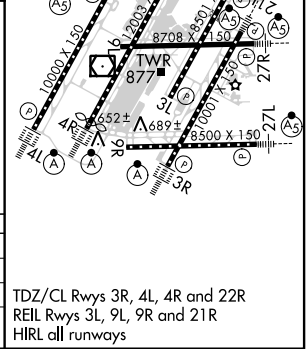 A5
A5
A5
10000 X 150
12003
8501
8708 X 150
P
P
27R
TWR
877
10001 X 150
3L
P
27L
A5
652±
689±
8500 X 150
4R
4L
9R
P
P
A
A
A
3R
TDZ/CL Rwys 3R, 4L, 4R and 22R
REIL Rwys 3L, 9L, 9R and 21R
HIRL all runways